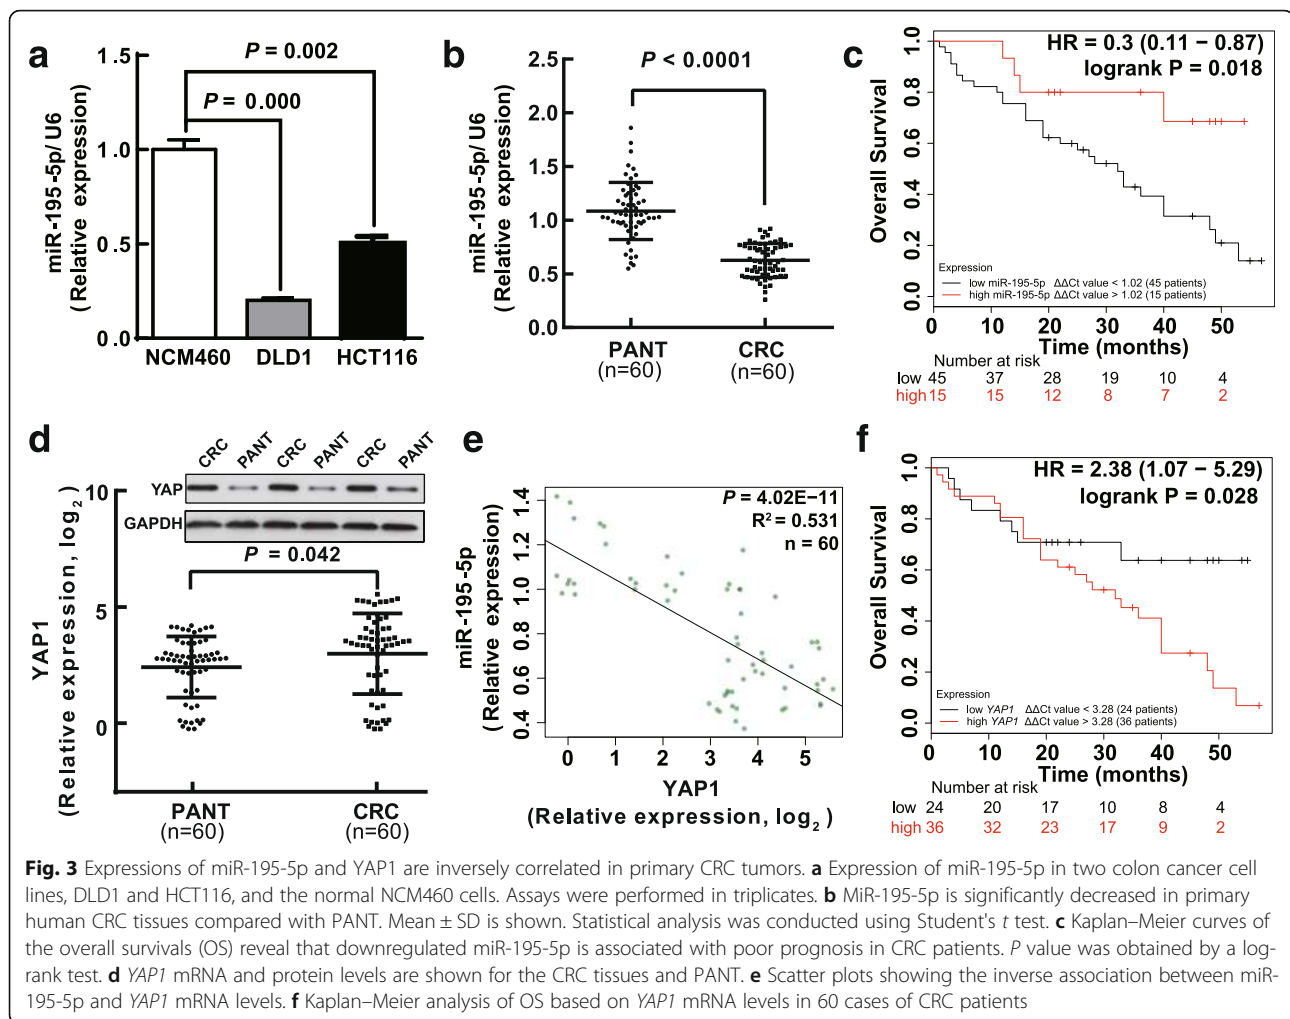 a
miR-195-5p/ U6
(Relative expression)
1.5
1.0
0.5
0.0
P = 0.002
P = 0.000
NCM460 DLD1 HCT116
b
miR-195-5p/ U6
(Relative expression)
2.5
2.0
1.5
1.0
0.5
0.0
P < 0.0001
PANT CRC
(n=60) (n=60)
c
Overall Survival
1.0
0.8
0.6
0.4
0.2
0.0
HR = 0.3 (0.11 − 0.87)
logrank P = 0.018
Expression
low miR-195-5p ΔΔCt value < 1.02 (45 patients)
high miR-195-5p ΔΔCt value > 1.02 (15 patients)
0 10 20 30 40 50
Time (months)
Number at risk
low 45 37 28 19 10 4
high 15 15 12 8 7 2
d
CRC PANT CRC PANT CRC PANT
YAP
GAPDH
YAP1
(Relative expression, log2)
10
5
0
P = 0.042
PANT CRC
(n=60) (n=60)
e
miR-195-5p
(Relative expression)
1.4
1.2
1.0
0.8
0.6
0.4
P = 4.02E−11
R² = 0.531
n = 60
0 1 2 3 4 5
YAP1
(Relative expression, log2)
f
Overall Survival
1.0
0.8
0.6
0.4
0.2
0.0
HR = 2.38 (1.07 − 5.29)
logrank P = 0.028
Expression
low YAP1 ΔΔCt value < 3.28 (24 patients)
high YAP1 ΔΔCt value > 3.28 (36 patients)
0 10 20 30 40 50
Time (months)
Number at risk
low 24 20 17 10 8 4
high 36 32 23 17 9 2
Fig. 3 Expressions of miR-195-5p and YAP1 are inversely correlated in primary CRC tumors. a Expression of miR-195-5p in two colon cancer cell
lines, DLD1 and HCT116, and the normal NCM460 cells. Assays were performed in triplicates. b MiR-195-5p is significantly decreased in primary
human CRC tissues compared with PANT. Mean ± SD is shown. Statistical analysis was conducted using Student's t test. c Kaplan–Meier curves of
the overall survivals (OS) reveal that downregulated miR-195-5p is associated with poor prognosis in CRC patients. P value was obtained by a log-
rank test. d YAP1 mRNA and protein levels are shown for the CRC tissues and PANT. e Scatter plots showing the inverse association between miR-
195-5p and YAP1 mRNA levels. f Kaplan–Meier analysis of OS based on YAP1 mRNA levels in 60 cases of CRC patients